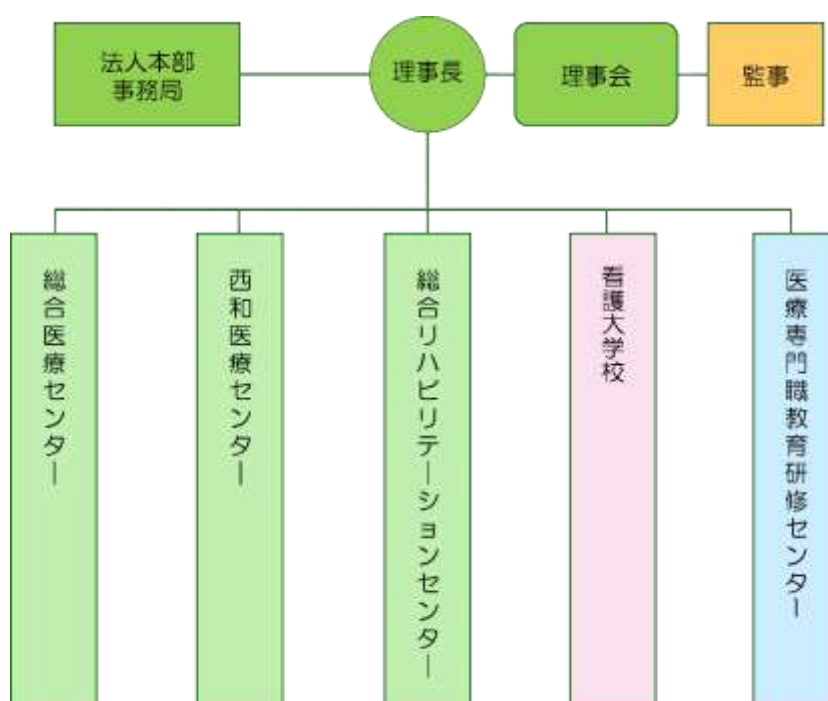 法人本部
事務局
理事長
理事会
監事
総合医療センター
西和医療センター
総合リハビリテーションセンター
看護大学校
医療専門職教育研修センター